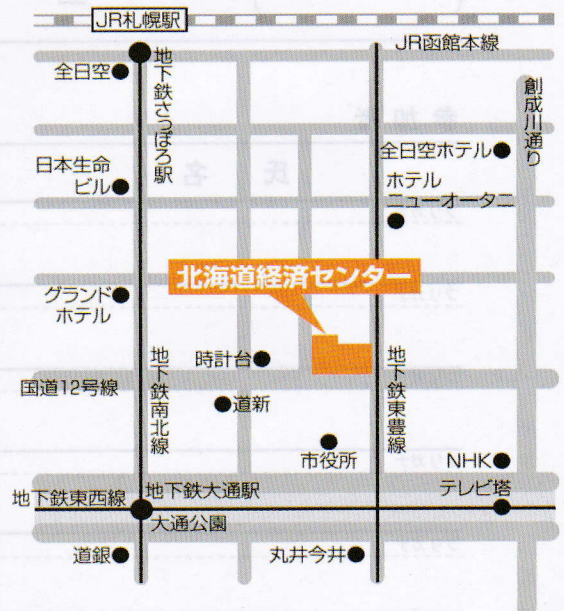 JR札幌駅
JR函館本線
全日空
地下鉄さっぽろ駅
創成川通り
全日空ホテル
日本生命
ビル
ホテル
ニューオータニ
北海道経済センター
グランド
ホテル
時計台
地下鉄南北線
地下鉄東豊線
国道12号線
道新
市役所
NHK
地下鉄東西線
地下鉄大通駅
テレビ塔
大通公園
道銀
丸井今井